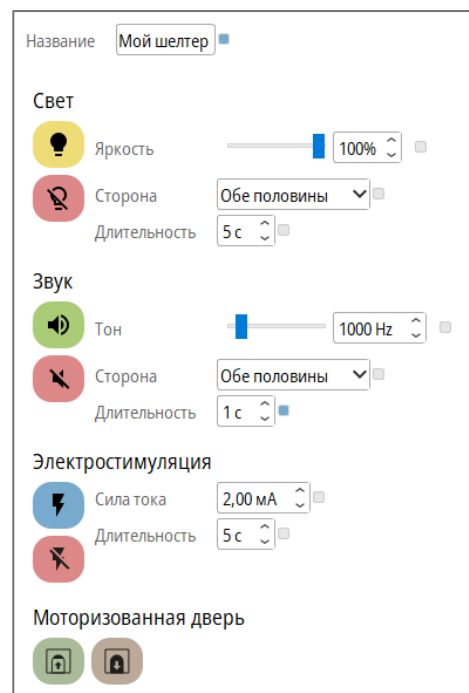 Название Мой шелтер
Свет
Яркость 100%
Сторона Обе половины
Длительность 5 с
Звук
Тон 1000 Hz
Сторона Обе половины
Длительность 1 с
Электростимуляция
Сила тока 2,00 мА
Длительность 5 с
Моторизованная дверь